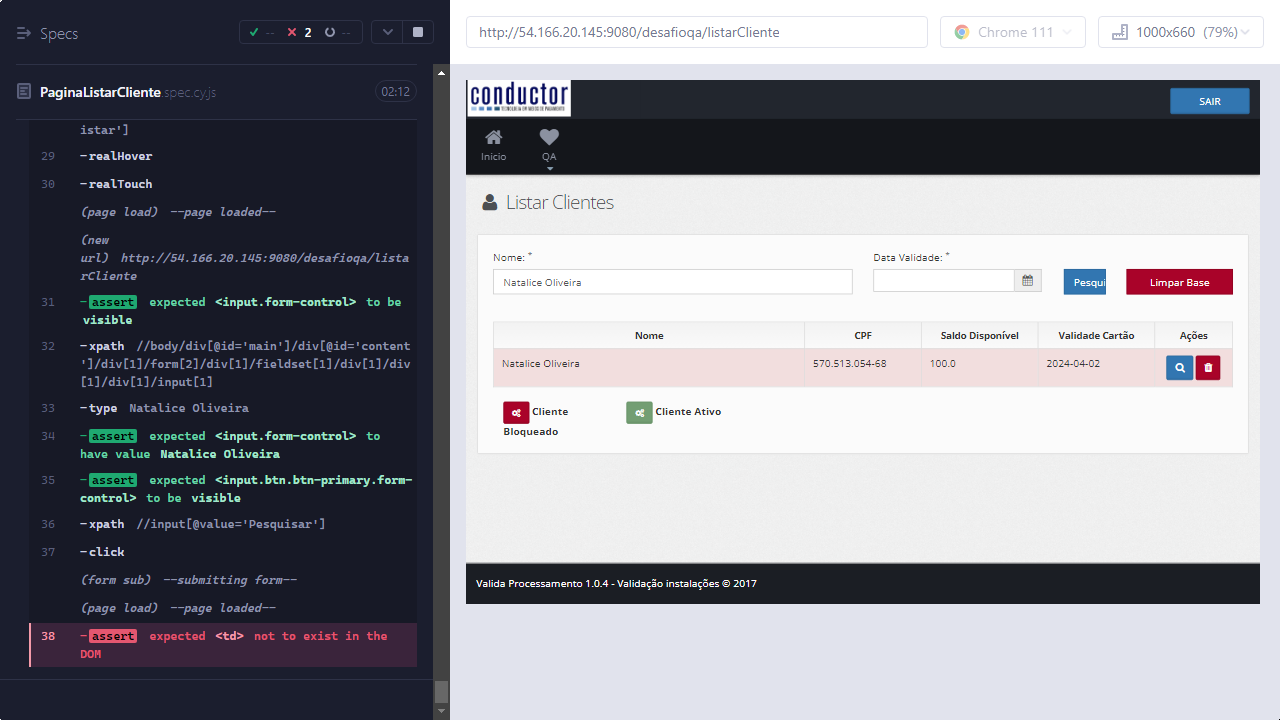 Specs
-- 2 --
PaginaListarCliente.spec.cy.js
02:12
istar']
29 -realHover
30 -realTouch
(page load) --page loaded--
(new
url) http://54.166.20.145:9080/desafioqa/lista
rCliente
31 -assert expected <input.form-control> to be
visible
32 -xpath //body/div[@id='main']/div[@id='content
']/div[1]/form[2]/div[1]/fieldset[1]/div[1]/div
[1]/div[1]/input[1]
33 -type Natalice Oliveira
34 -assert expected <input.form-control> to
have value Natalice Oliveira
35 -assert expected <input.btn.btn-primary.form-
control> to be visible
36 -xpath //input[@value='Pesquisar']
37 -click
(form sub) --submitting form--
(page load) --page loaded--
38 -assert expected <td> not to exist in the
DOM
http://54.166.20.145:9080/desafioqa/listarCliente
Chrome 111
1000x660 (79%)
conductor
TECNOLOGIA EM MEIOS DE PAGAMENTO
SAIR
Inicio
QA
Listar Clientes
Nome: *
Data Validade: *
Natalice Oliveira
Pesqui
Limpar Base
Nome CPF Saldo Disponível Validade Cartão Ações
Natalice Oliveira 570.513.054-68 100.0 2024-04-02
Cliente
Bloqueado
Cliente Ativo
Valida Processamento 1.0.4 - Validação instalações © 2017